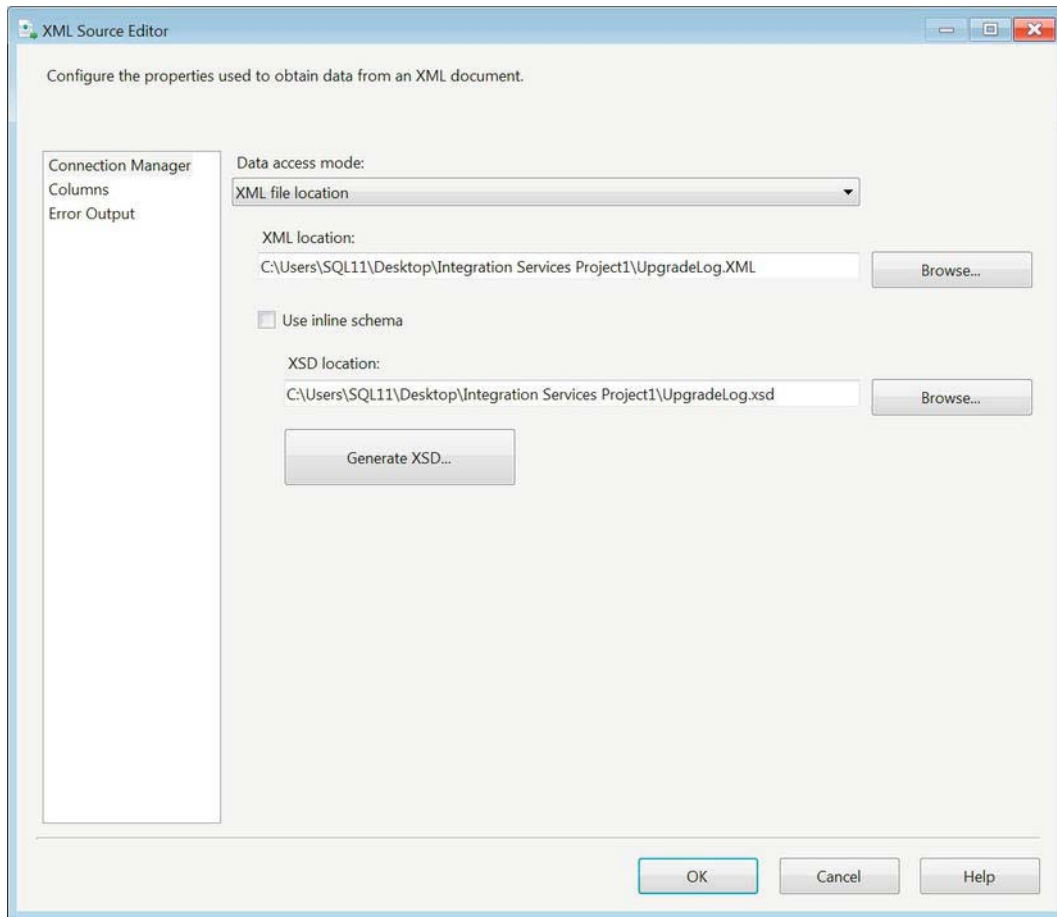 XML Source Editor
Configure the properties used to obtain data from an XML document.
Connection Manager
Columns
Error Output
Data access mode:
XML file location
XML location:
C:\Users\SQL11\Desktop\Integration Services Project1\UpgradeLog.XML
Browse...
Use inline schema
XSD location:
C:\Users\SQL11\Desktop\Integration Services Project1\UpgradeLog.xsd
Browse...
Generate XSD...
OK
Cancel
Help